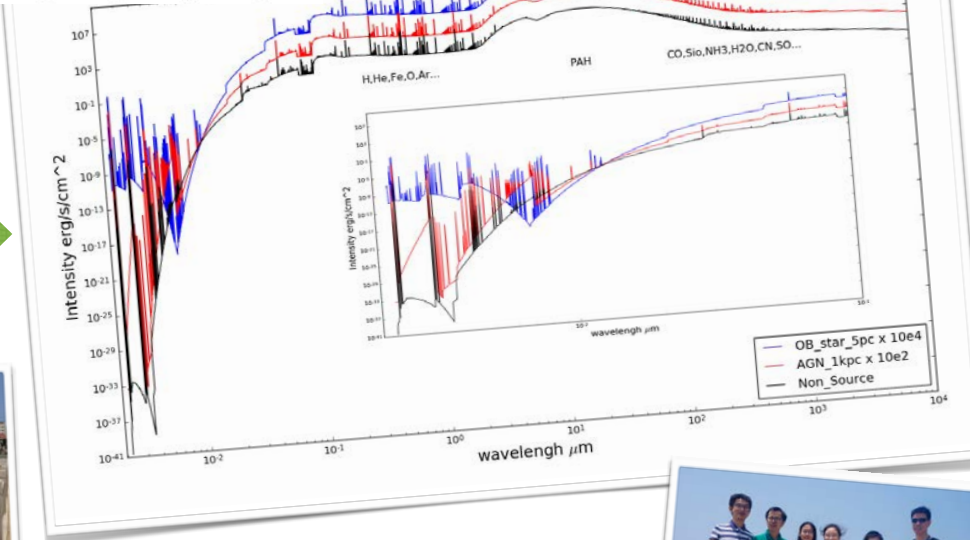 10^7
10^3
10^-1
10^-5
10^-9
10^-13
10^-17
10^-21
10^-25
10^-29
10^-33
10^-37
10^-41
Intensity erg/s/cm^2
H,He,Fe,O,Ar...
PAH
CO,Sio,NH3,H2O,CN,SO...
Intensity erg/s/cm^2
wavelengh μm
OB_star_5pc x 10e4
AGN_1kpc x 10e2
Non_Source
10^-2 10^-1 10^0 10^1 10^2 10^3 10^4
wavelengh μm